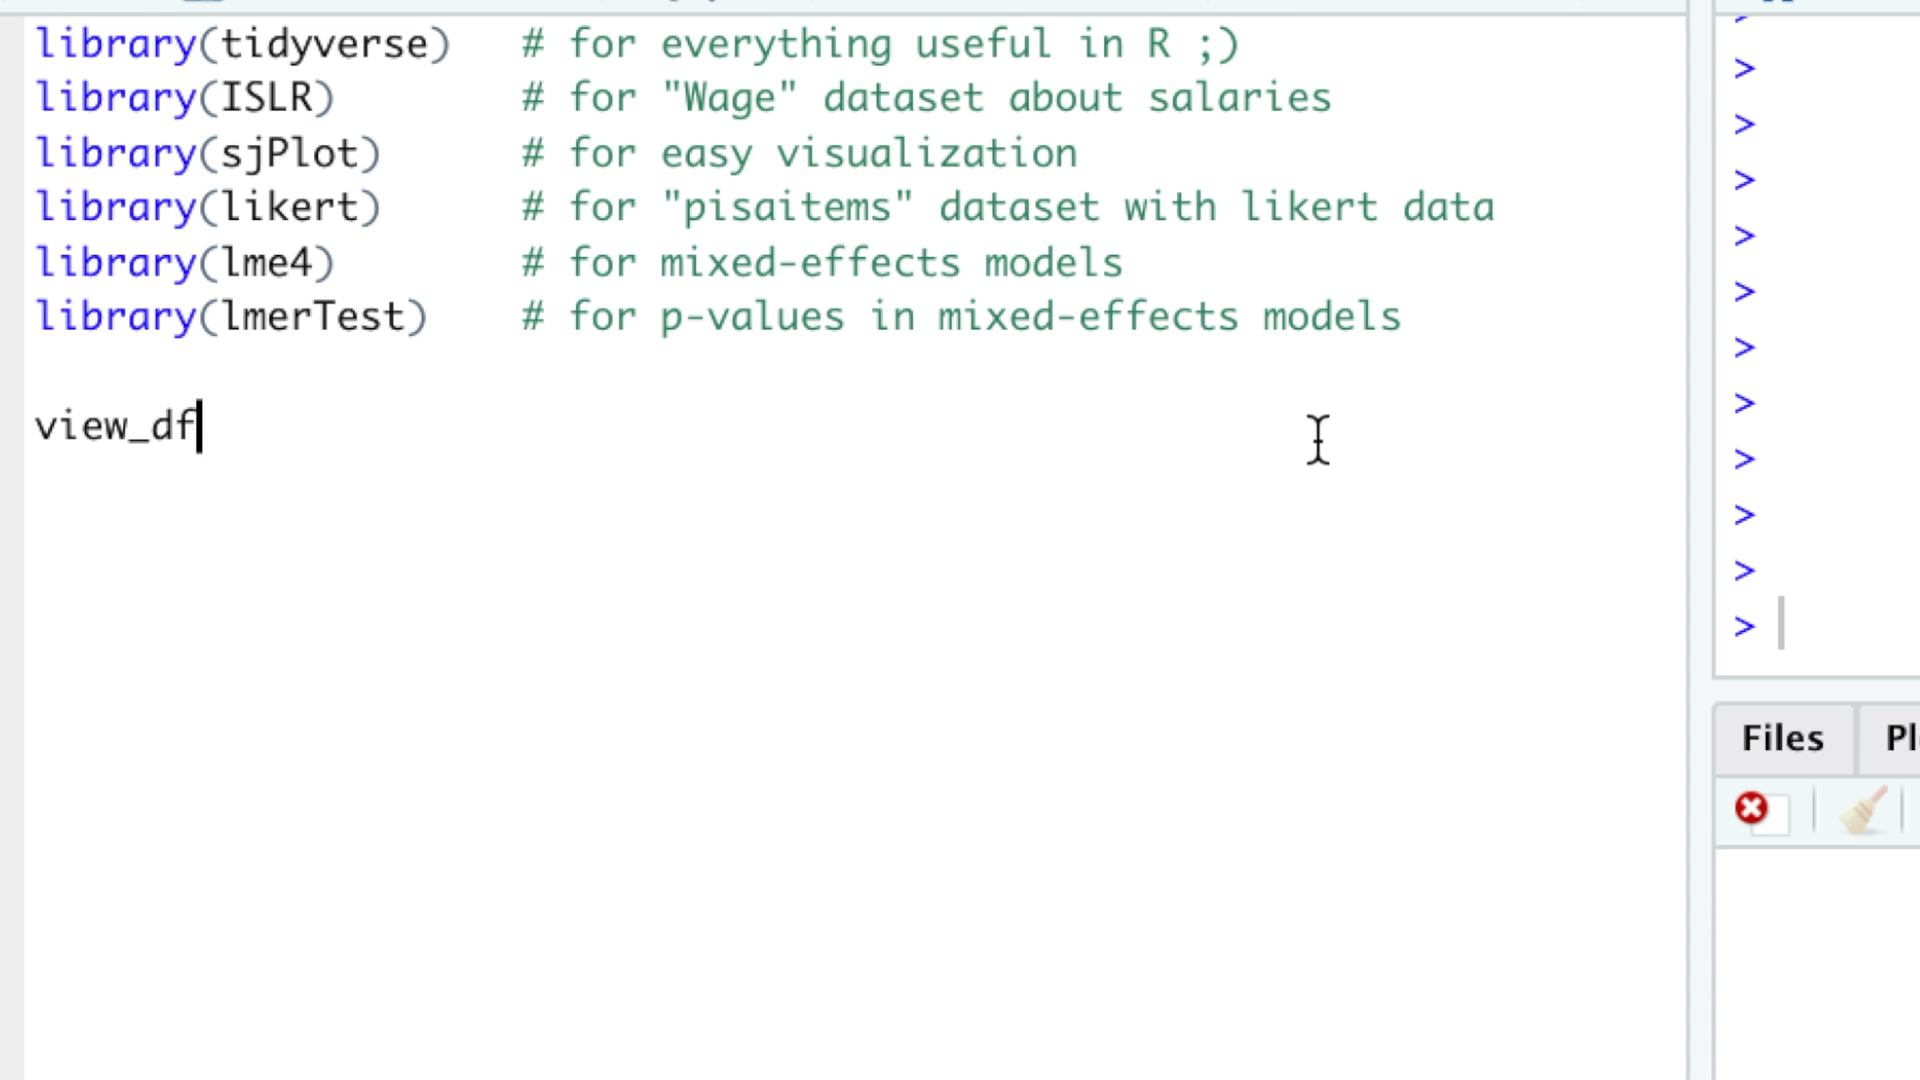 library(tidyverse)   # for everything useful in R ;)
library(ISLR)        # for "Wage" dataset about salaries
library(sjPlot)      # for easy visualization
library(likert)      # for "pisaitems" dataset with likert data
library(lme4)        # for mixed-effects models
library(lmerTest)    # for p-values in mixed-effects models
view_df
>
>
>
>
>
>
>
>
>
>
>
Files